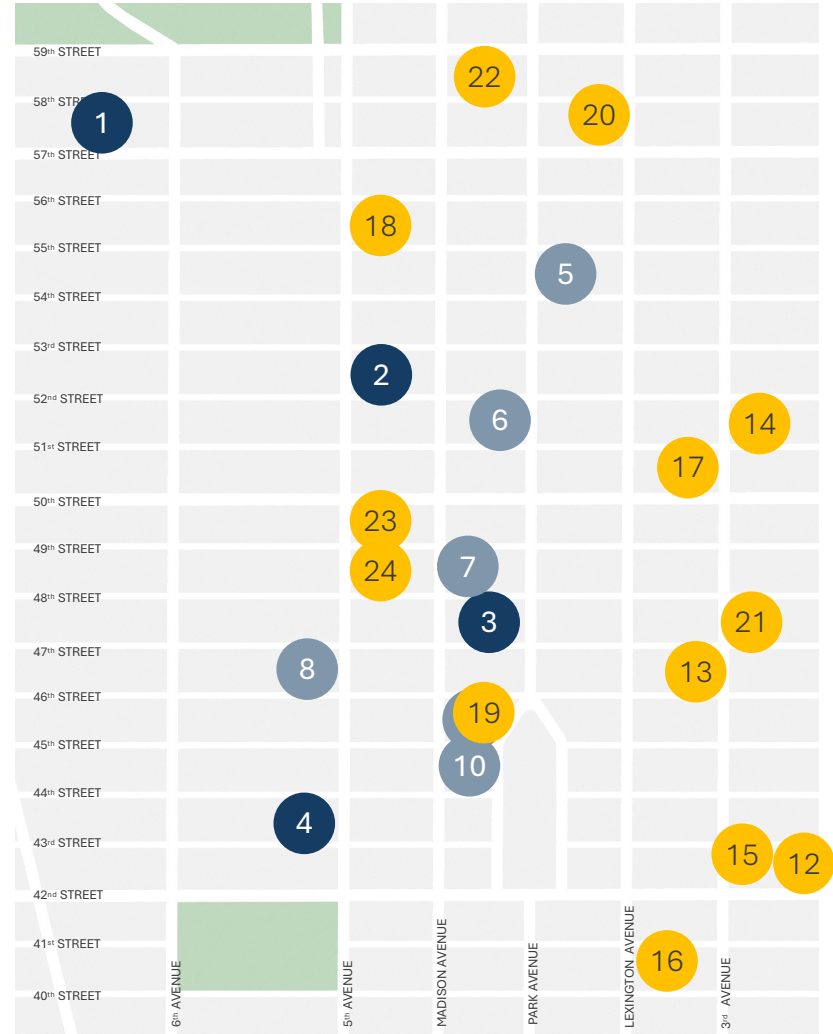 59th STREET
22
58th STR
20
1
57th STREET
56th STREET
18
55th STREET
5
54th STREET
53rd STREET
2
52nd STREET
6
14
51st STREET
17
50th STREET
23
49th STREET
7
24
48th STREET
3
21
47th STREET
8
13
46th STREET
19
45th STREET
10
44th STREET
4
43rd STREET
15
12
42nd STREET
41st STREET
16
40th STREET
6th AVENUE
5th AVENUE
MADISON AVENUE
PARK AVENUE
LEXINGTON AVENUE
3rd AVENUE